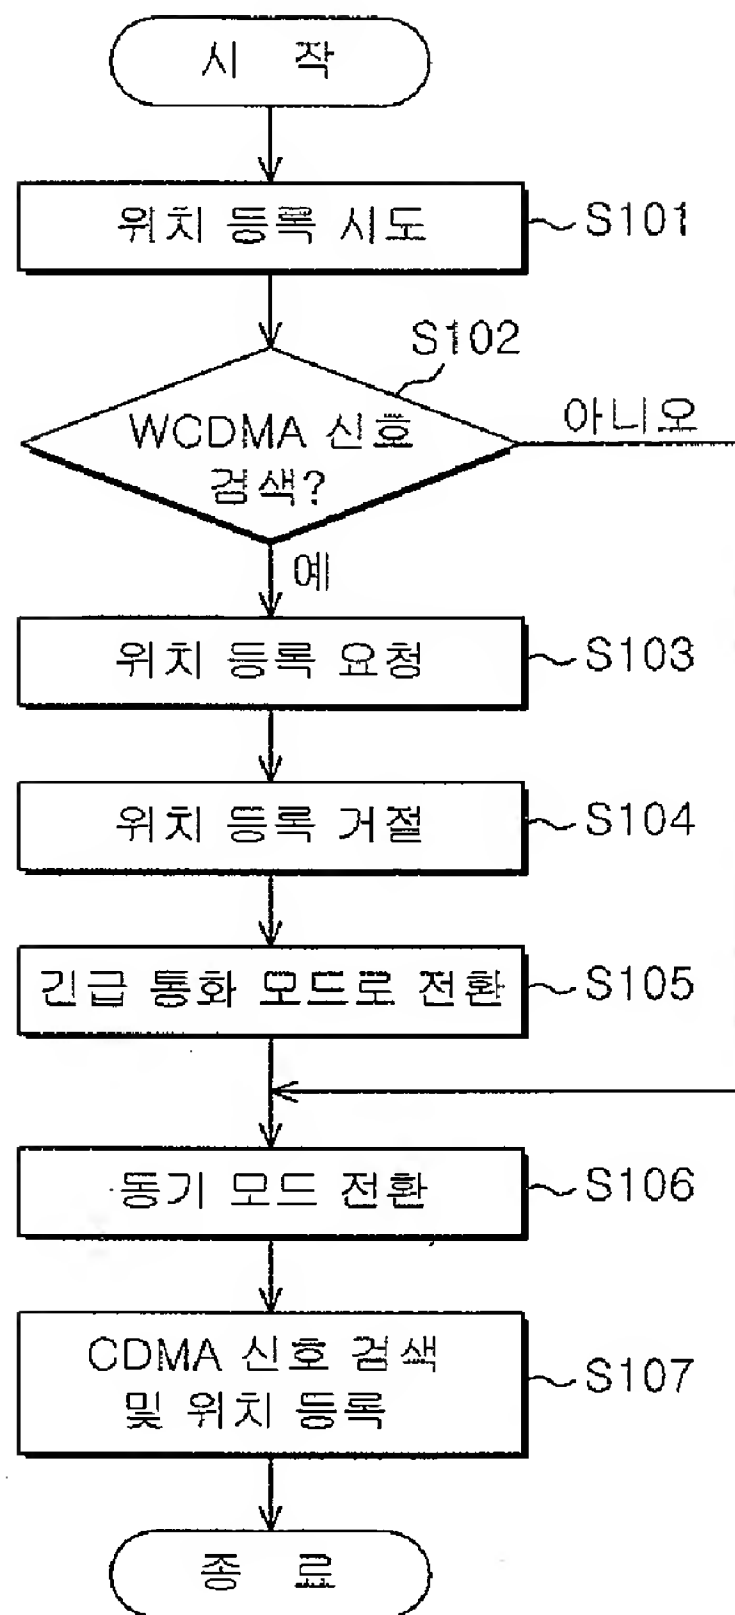 시 작
위치 등록 시도
S101
S102
WCDMA 신호
검색?
아니오
예
위치 등록 요청
S103
위치 등록 거절
S104
긴급 통화 모드로 전환
S105
동기 모드 전환
S106
CDMA 신호 검색
및 위치 등록
S107
종 료